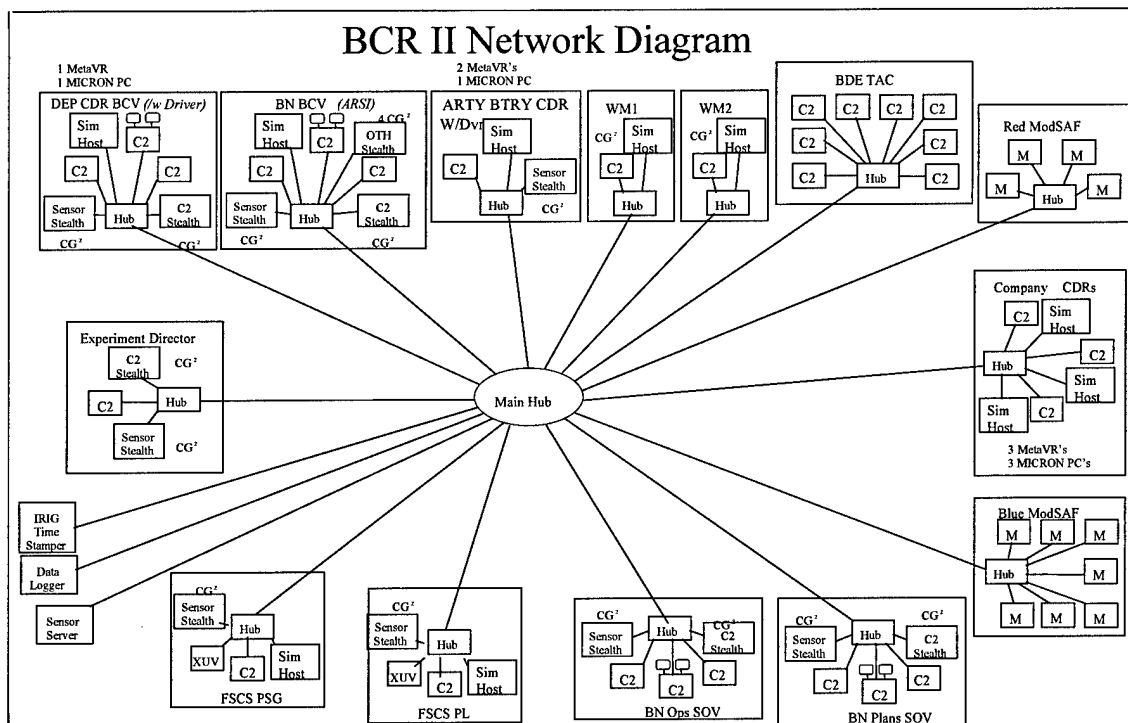 BCR II Network Diagram
1 MetaVR
1 MICRON PC
DEP CDR BCV (/w Driver)
Sim
Host
C2
C2
C2
Sensor
Stealth
Hub
C2
Stealth
CG²
CG²
BN BCV (ARSI)
4 CG²
Sim
Host
C2
OTH
Stealth
C2
C2
Sensor
Stealth
Hub
C2
Stealth
CG²
CG²
2 MetaVR's
1 MICRON PC
ARTY BTRY CDR
W/Dvr
Sim
Host
C2
Sensor
Stealth
Hub
CG²
WM1
CG²
Sim
Host
C2
Hub
WM2
CG²
Sim
Host
C2
Hub
BDE TAC
C2
C2
C2
C2
C2
C2
C2
C2
Hub
Red ModSAF
M
M
M
M
Hub
Experiment Director
C2
Stealth
CG²
C2
Hub
Sensor
Stealth
CG²
Main Hub
Company CDRs
C2
Sim
Host
Hub
C2
Sim
Host
Sim
Host
C2
3 MetaVR's
3 MICRON PC's
IRIG
Time
Stamper
Data
Logger
Sensor
Server
Blue ModSAF
M
M
M
Hub
M
M
M
M
CG²
Sensor
Stealth
Hub
XUV
C2
Sim
Host
FSCS PSG
CG²
Sensor
Stealth
Hub
XUV
C2
Sim
Host
FSCS PL
CG²
Hub
CG²
Sensor
Stealth
C2
Stealth
C2
C2
C2
BN Ops SOV
CG²
Hub
CG²
Sensor
Stealth
C2
Stealth
C2
C2
C2
BN Plans SOV